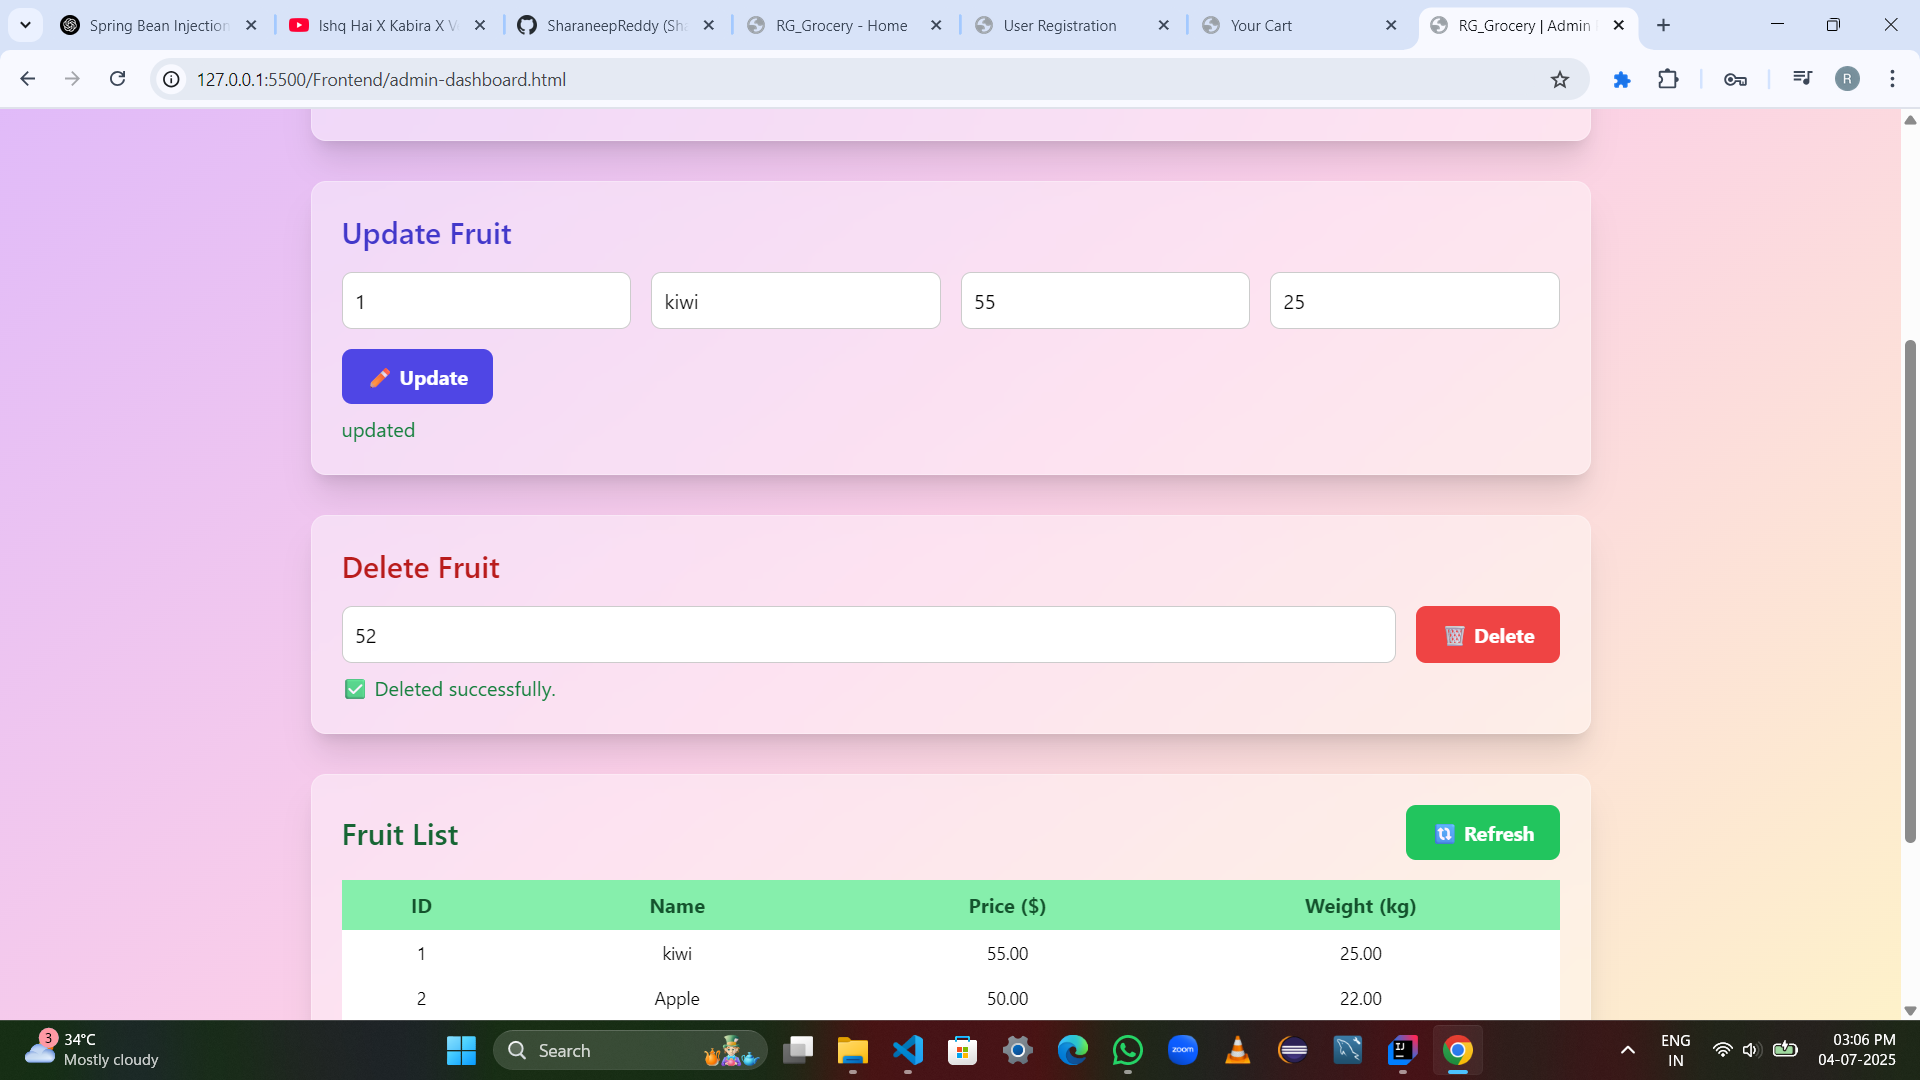 Spring Bean Injection
Ishq Hai X Kabira X V
SharaneepReddy (Sha
RG_Grocery - Home
User Registration
Your Cart
RG_Grocery | Admin
127.0.0.1:5500/Frontend/admin-dashboard.html
R
Update Fruit
1
kiwi
55
25
Update
updated
Delete Fruit
52
Delete
Deleted successfully.
Fruit List
Refresh
ID Name Price ($) Weight (kg)
1 kiwi 55.00 25.00
2 Apple 50.00 22.00
3
34°C
Mostly cloudy
Search
zoom
IJ
ENG
IN
03:06 PM
04-07-2025